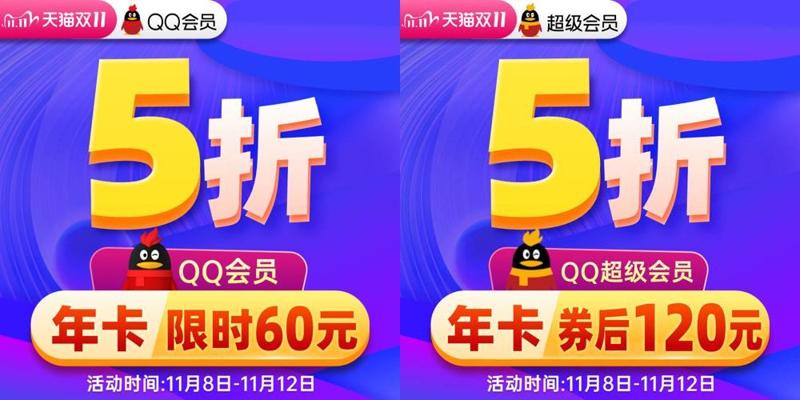 11.11 天猫双11 QQ会员
5折
QQ会员
年卡 限时60元
活动时间:11月8日-11月12日
11.11 天猫双11 超级会员
5折
QQ超级会员
年卡 券后120元
活动时间:11月8日-11月12日